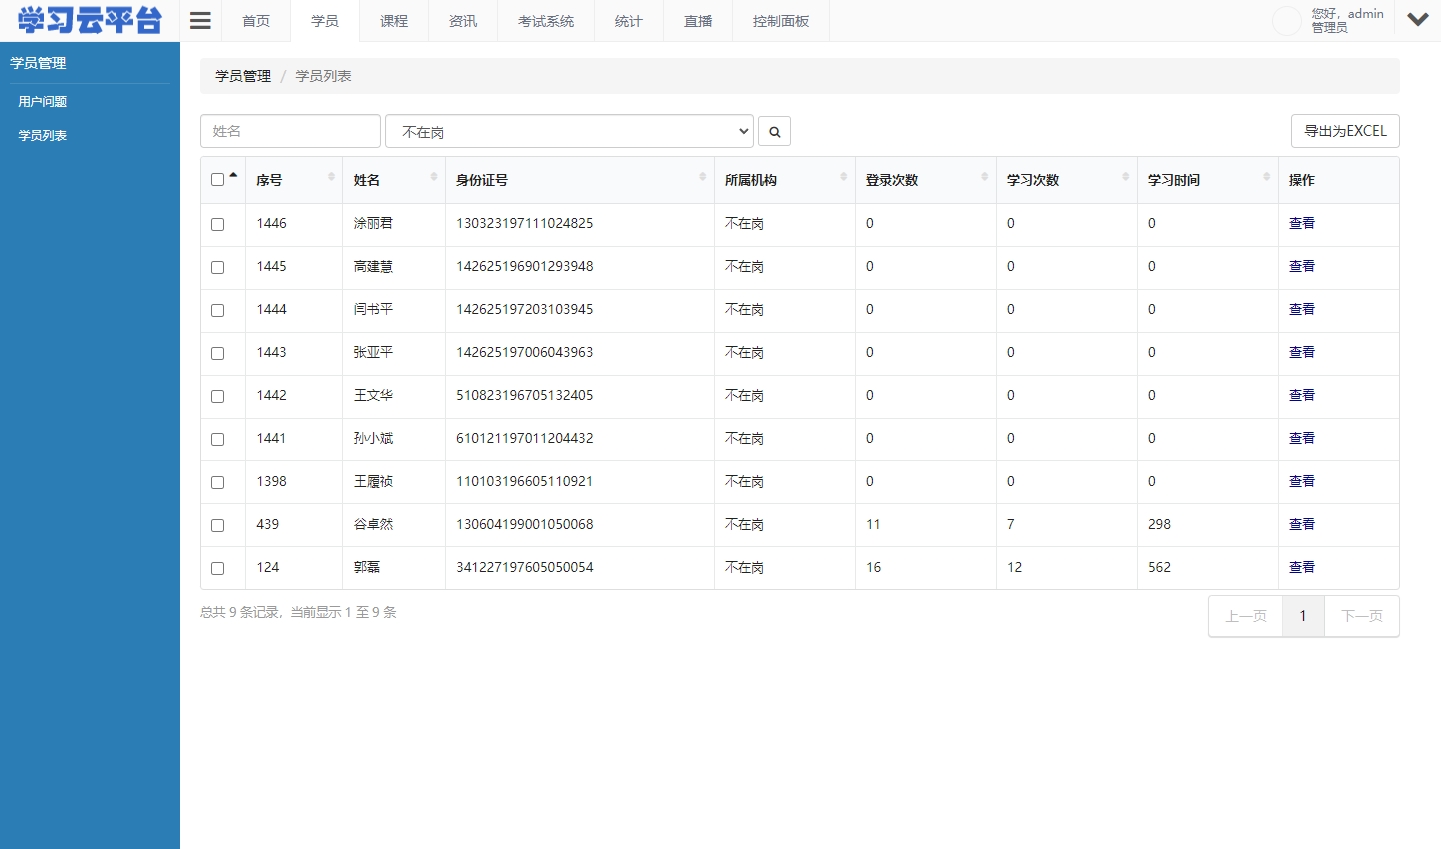 学习云平台
首页 学员 课程 资讯 考试系统 统计 直播 控制面板
您好，admin
管理员
学员管理
用户问题
学员列表
学员管理 / 学员列表
姓名 不在岗 导出为EXCEL
序号 姓名 身份证号 所属机构 登录次数 学习次数 学习时间 操作
1446 涂丽君 130323197111024825 不在岗 0 0 0 查看
1445 高建慧 142625196901293948 不在岗 0 0 0 查看
1444 闫书平 142625197203103945 不在岗 0 0 0 查看
1443 张亚平 142625197006043963 不在岗 0 0 0 查看
1442 王文华 510823196705132405 不在岗 0 0 0 查看
1441 孙小斌 610121197011204432 不在岗 0 0 0 查看
1398 王履祯 110103196605110921 不在岗 0 0 0 查看
439 谷卓然 130604199001050068 不在岗 11 7 298 查看
124 郭磊 341227197605050054 不在岗 16 12 562 查看
总共 9 条记录，当前显示 1 至 9 条
上一页 1 下一页